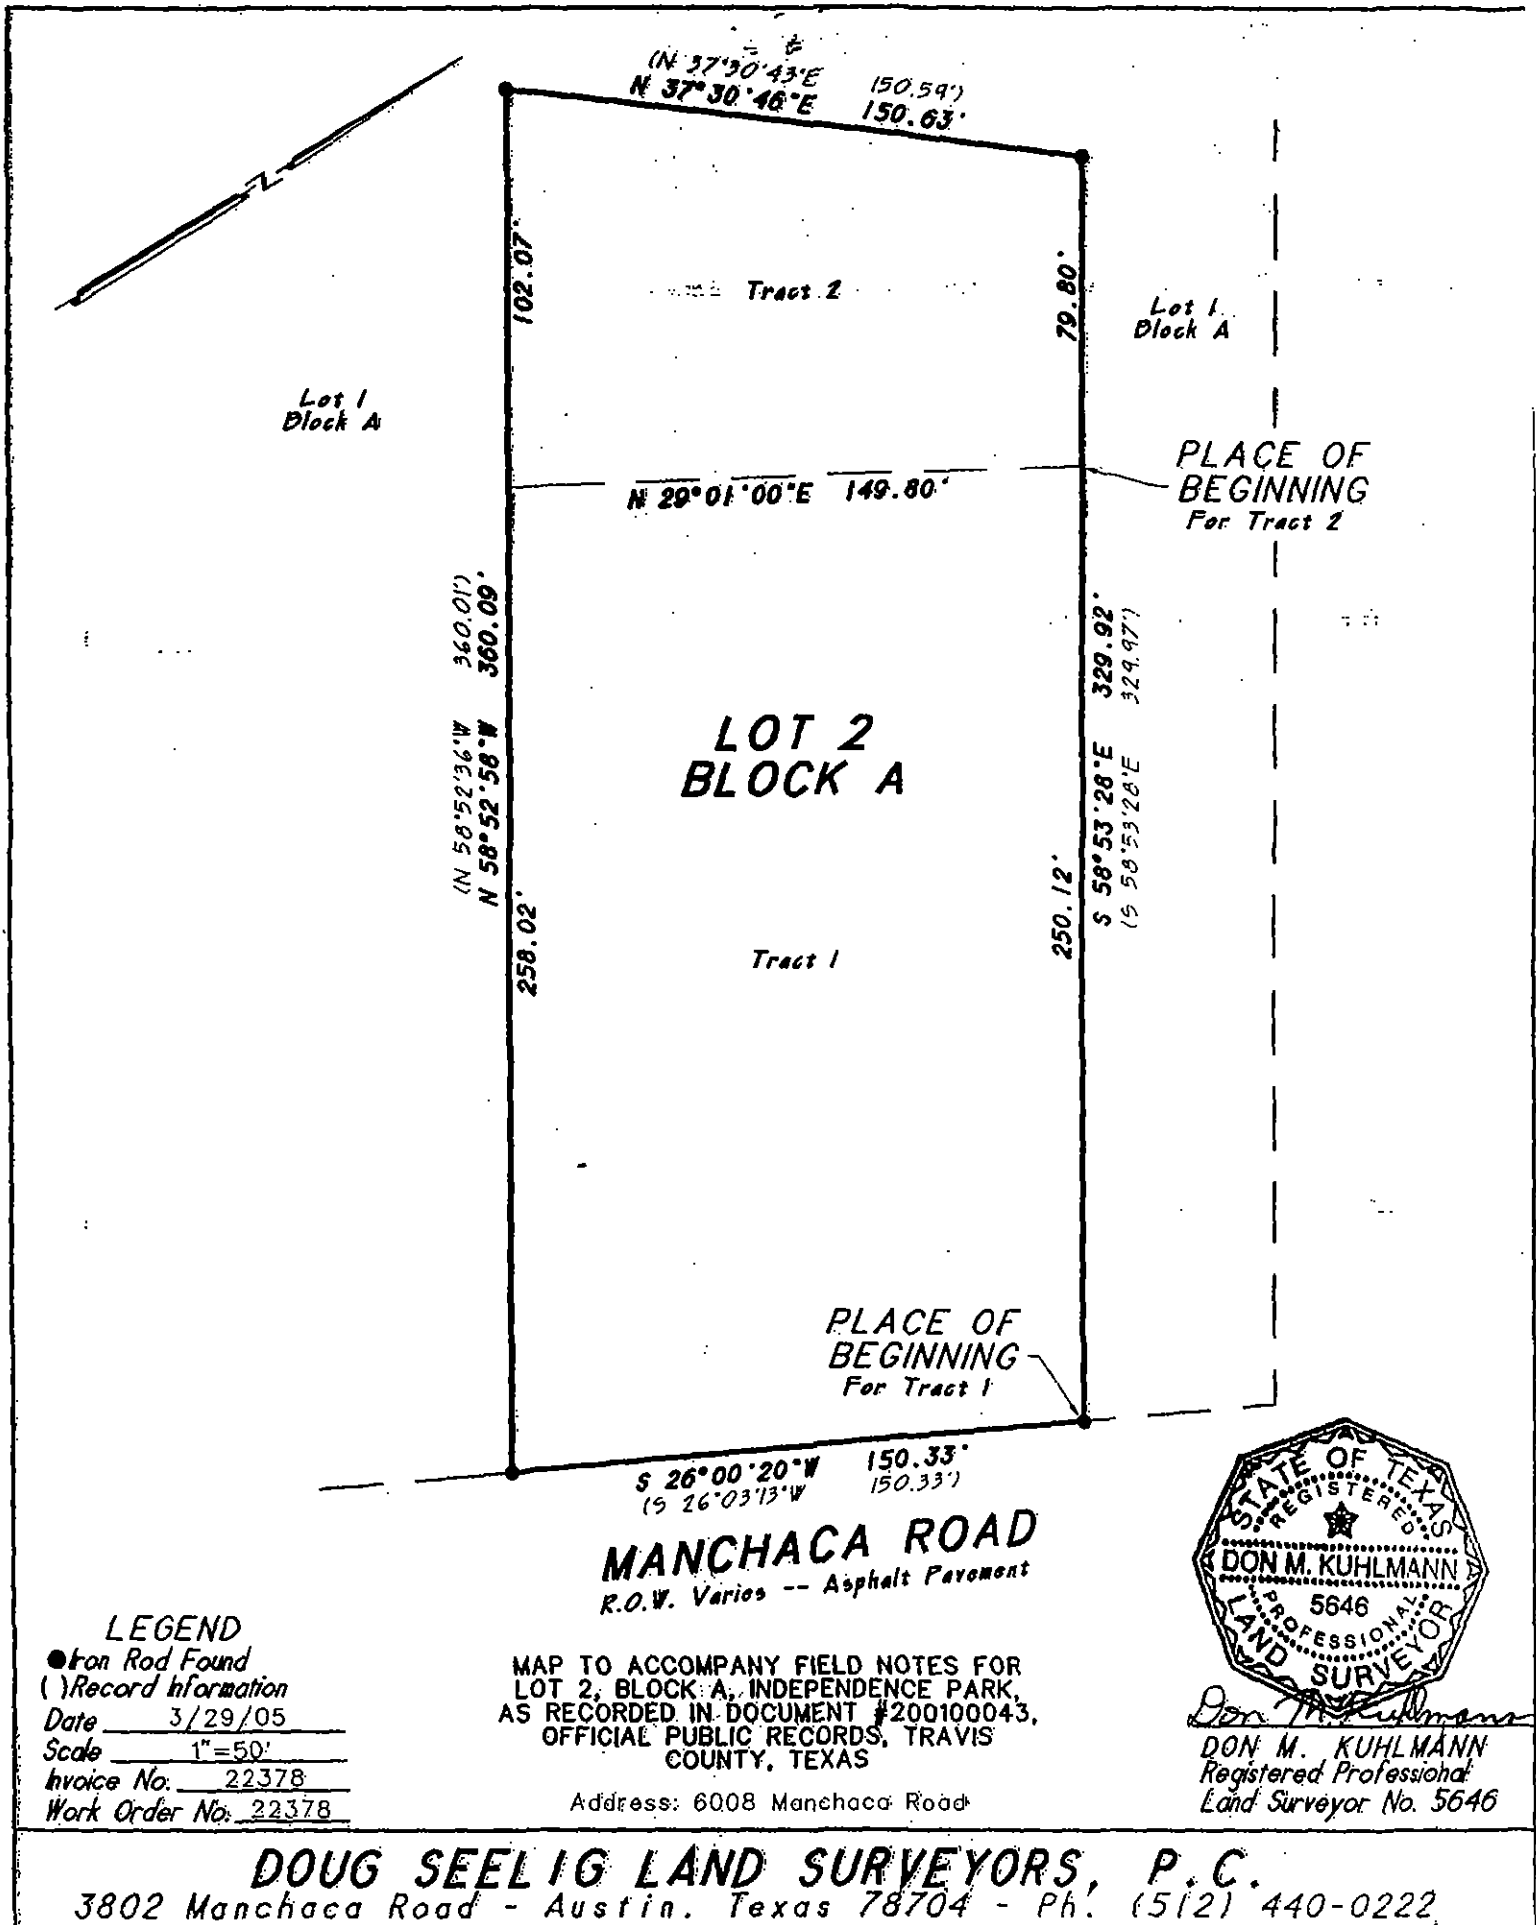 (N 37°30'43"E 150.59')
N 37°30'46"E 150.63'
102.07'
Tract 2
79.80'
Lot 1
Block A
Lot 1
Block A
PLACE OF
BEGINNING
For Tract 2
N 29°01'00"E 149.80'
(N 58°52'36"W 360.01')
N 58°52'58"W 360.09'
S 58°53'28"E 329.92'
(S 58°53'28"E 329.97')
LOT 2
BLOCK A
258.02'
250.12'
Tract 1
PLACE OF
BEGINNING
For Tract 1
S 26°00'20"W 150.33'
(S 26°03'13"W 150.33')
MANCHACA ROAD
R.O.W. Varies -- Asphalt Pavement
STATE OF TEXAS
REGISTERED
DON M. KUHLMANN
5646
PROFESSIONAL
LAND SURVEYOR
LEGEND
●Iron Rod Found
( )Record Information
Date 3/29/05
Scale 1"=50'
Invoice No. 22378
Work Order No. 22378
MAP TO ACCOMPANY FIELD NOTES FOR
LOT 2, BLOCK A, INDEPENDENCE PARK,
AS RECORDED IN DOCUMENT #200100043,
OFFICIAL PUBLIC RECORDS, TRAVIS
COUNTY, TEXAS
Address: 6008 Manchaca Road
Don M. Kuhlmann
DON M. KUHLMANN
Registered Professional
Land Surveyor No. 5646
DOUG SEELIG LAND SURVEYORS, P.C.
3802 Manchaca Road - Austin, Texas 78704 - Ph. (512) 440-0222